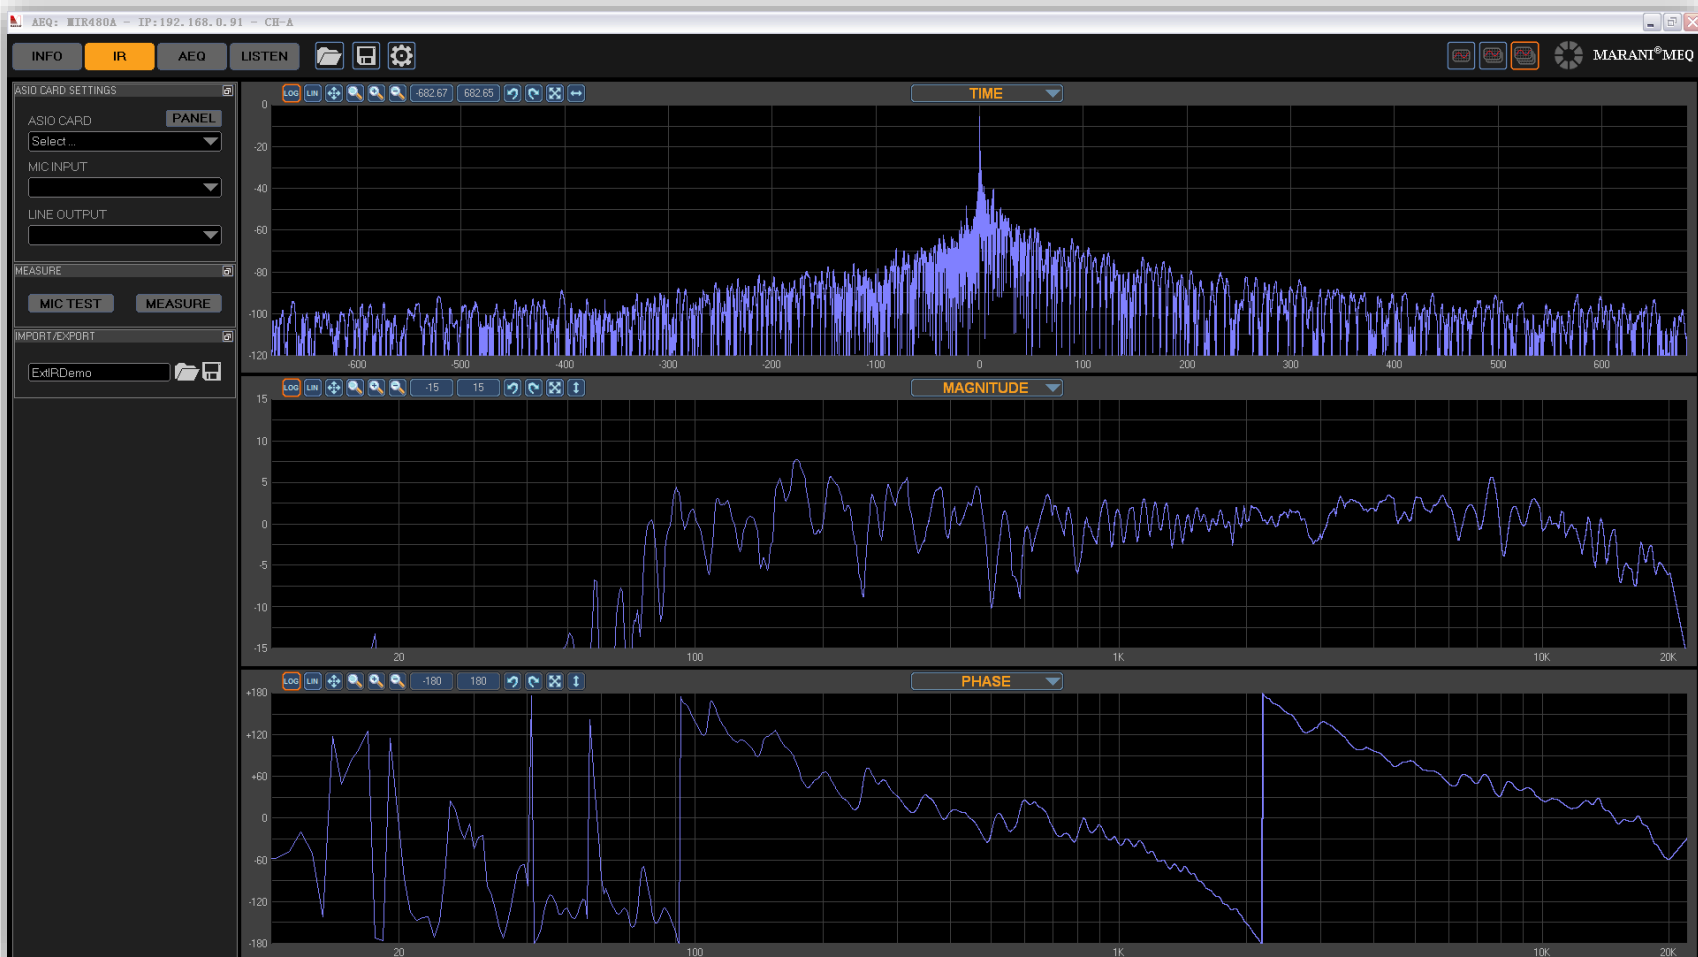 AEQ: MIR480A - IP:192.168.0.91 - CH-A
INFO IR AEQ LISTEN
MARANI®MEQ
ASIO CARD SETTINGS
ASIO CARD PANEL
Select ...
MIC INPUT
LINE OUTPUT
MEASURE
MIC TEST MEASURE
IMPORT/EXPORT
ExtIRDemo
LOG LIN -682.67 682.65 TIME
0
-20
-40
-60
-80
-100
-120
-600 -500 -400 -300 -200 -100 0 100 200 300 400 500 600
LOG LIN -15 15 MAGNITUDE
15
10
5
0
-5
-10
-15
20 100 1K 10K 20K
LOG LIN -180 180 PHASE
+180
+120
+60
0
-60
-120
-180
20 100 1K 10K 20K